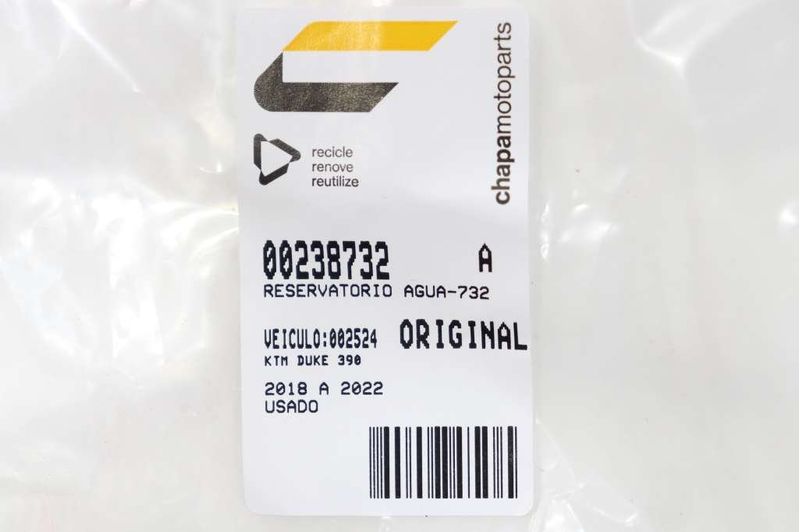 chapamotoparts
recicle
renove
reutilize
00238732 A
RESERVATORIO AGUA-732
VEICULO:002524 ORIGINAL
KTM DUKE 390
2018 A 2022
USADO